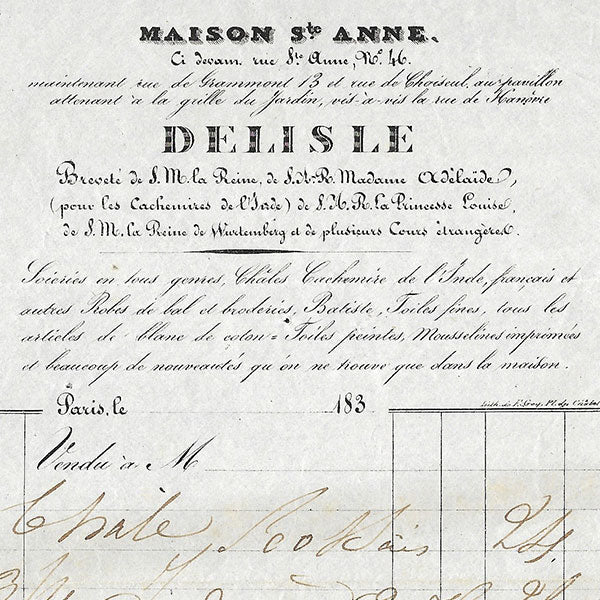 MAISON Ste ANNE.
Ci devant rue Ste Anne, No. 46.
maintenant rue de Grammont 13 et rue de Choiseul, au pavillon
attenant à la grille du Jardin, vis-à-vis la rue de Hanôvre
DELISLE
Breveté de S.M. la Reine, de S.A.R. Madame Adélaïde,
(pour les Cachemires de l'Inde) de S.A.R. la Princesse Louise,
de S.M. la Reine de Wurtemberg et de plusieurs Cours étrangères.
Soieries en tous genres, Châles Cachemire de l'Inde, français et
autres Robes de bal et broderies, Batiste, Toiles fines, tous les
articles de blanc de coton = Toiles peintes, Mousselines imprimées
et beaucoup de nouveautés qu'on ne trouve que dans la maison.
Paris, le 183
Lith. de
Vendu à M
Chale 24